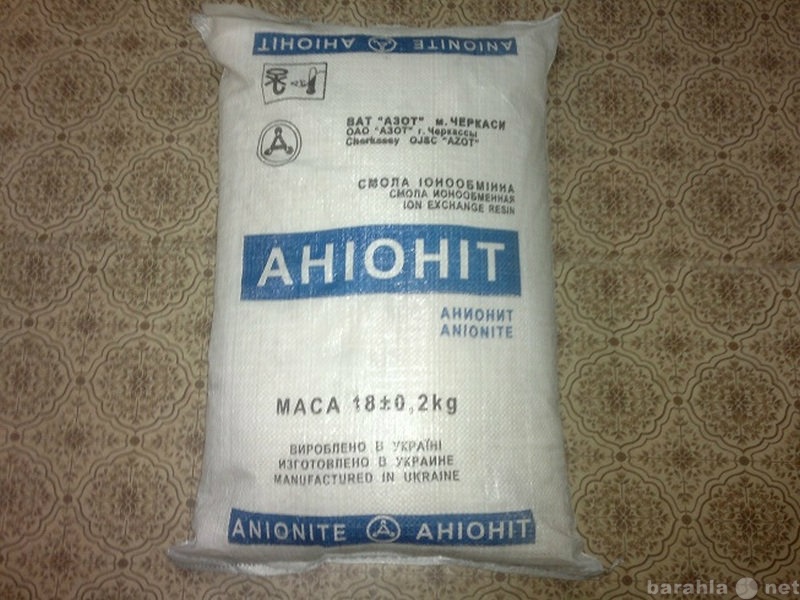 ANIONITE АНІОНІТ
ВАТ "АЗОТ" м. ЧЕРКАСИ
ОАО "АЗОТ" г. Черкассы
Cherkassy OJSC "AZOT"
СМОЛА ІОНООБМІННА
СМОЛА ИОНООБМЕННАЯ
ION EXCHANGE RESIN
АНІОНІТ
АНИОНИТ
ANIONITE
МАСА 18±0,2kg
ВИРОБЛЕНО В УКРАЇНІ
ИЗГОТОВЛЕНО В УКРАИНЕ
MANUFACTURED IN UKRAINE
ANIONITE АНІОНІТ
barahla.net